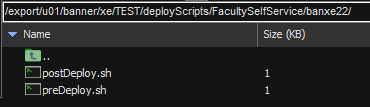 /export/u01/banner/xe/TEST/deployScripts/FacultySelfService/banxe22/
Name Size (KB)
..
postDeploy.sh 1
preDeploy.sh 1